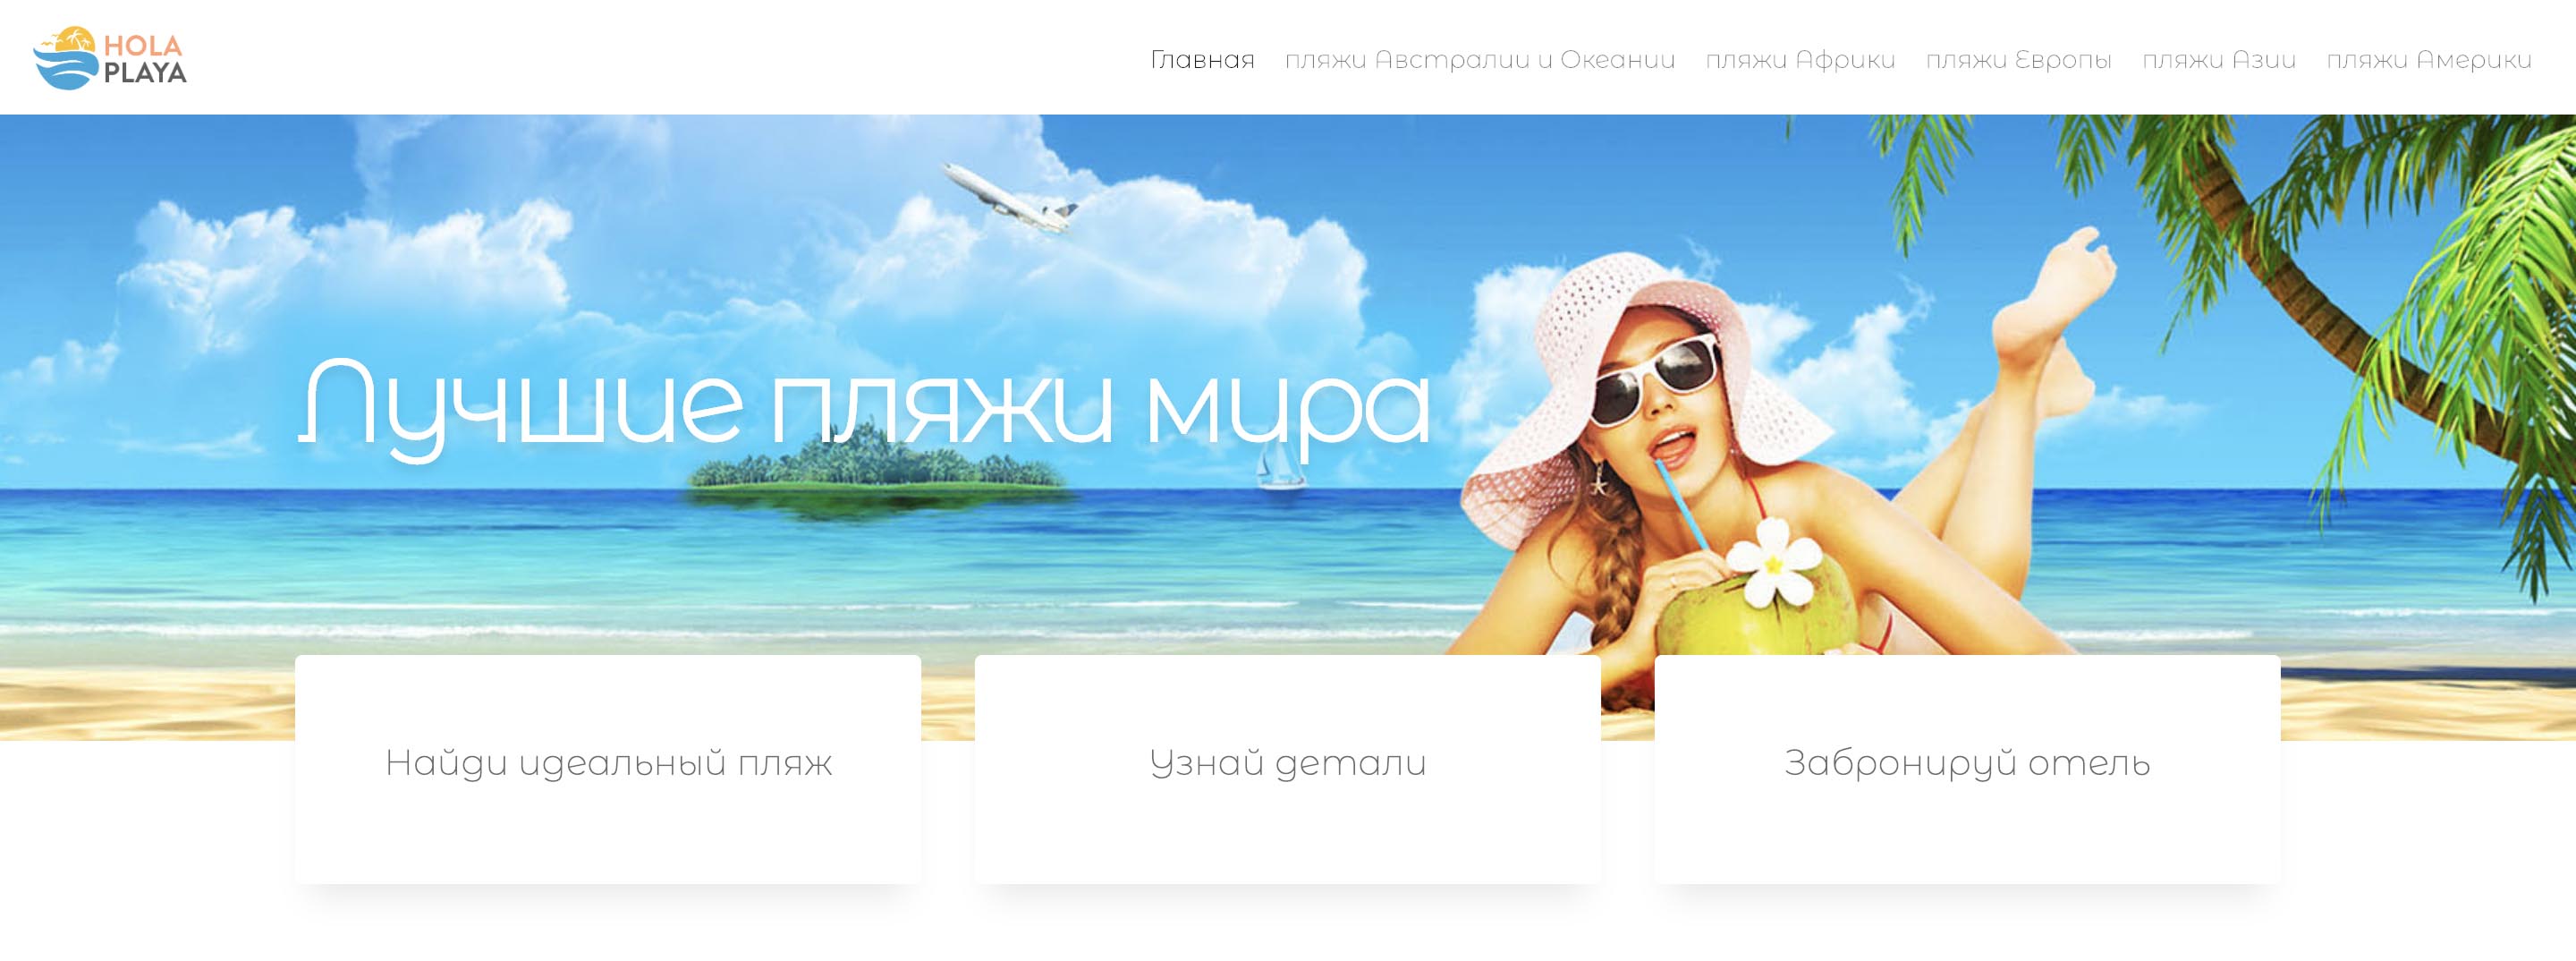 HOLA
PLAYA
Главная пляжи Австралии и Океании пляжи Африки пляжи Европы пляжи Азии пляжи Америки
Лучшие пляжи мира
Найди идеальный пляж
Узнай детали
Забронируй отель